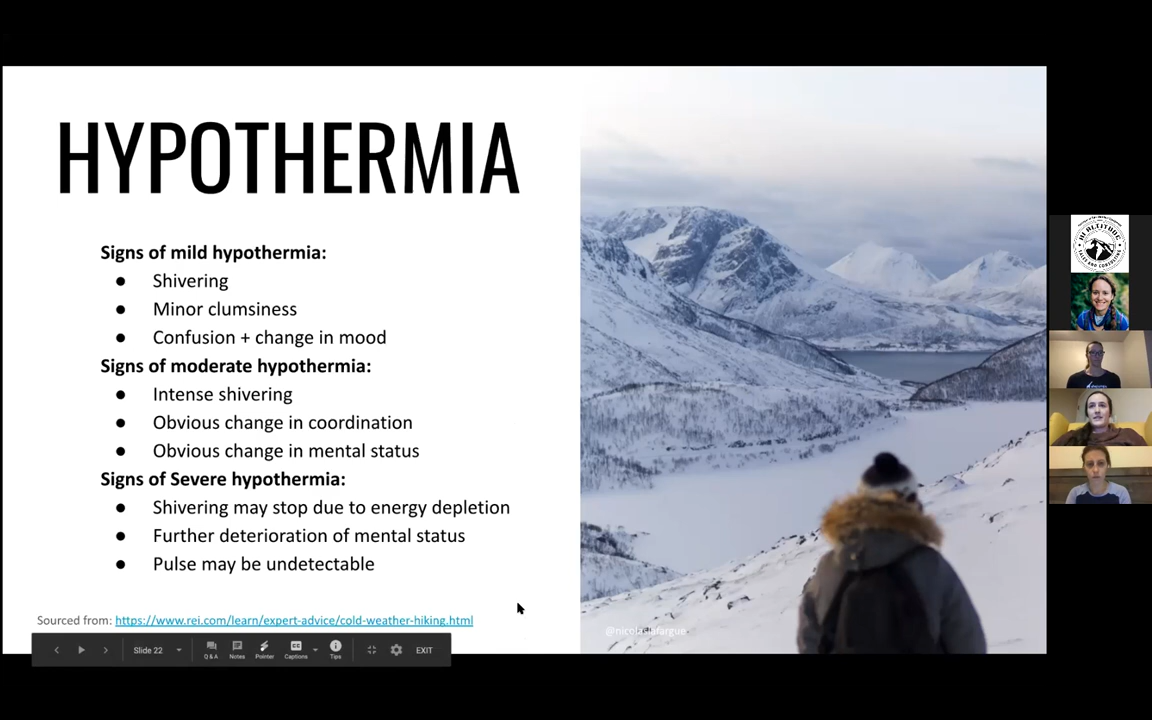 HYPOTHERMIA
Signs of mild hypothermia:
● Shivering
● Minor clumsiness
● Confusion + change in mood
Signs of moderate hypothermia:
● Intense shivering
● Obvious change in coordination
● Obvious change in mental status
Signs of Severe hypothermia:
● Shivering may stop due to energy depletion
● Further deterioration of mental status
● Pulse may be undetectable
Sourced from: https://www.rei.com/learn/expert-advice/cold-weather-hiking.html
Slide 22
Q & A
Notes
Pointer
CC
Captions
Tips
EXIT
ALTITUDE